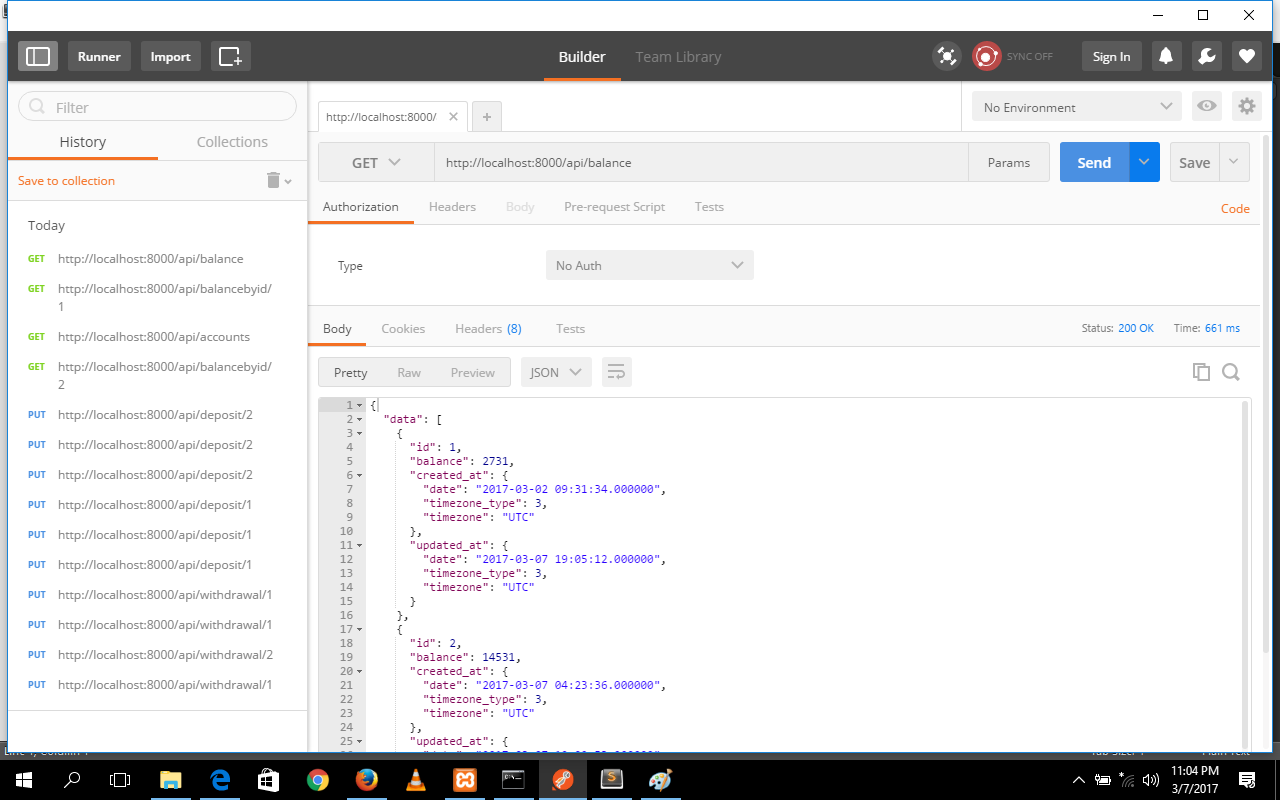 Runner
Import
Builder
Team Library
SYNC OFF
Sign In
Filter
History
Collections
Save to collection
Today
GET http://localhost:8000/api/balance
GET http://localhost:8000/api/balancebyid/
1
GET http://localhost:8000/api/accounts
GET http://localhost:8000/api/balancebyid/
2
PUT http://localhost:8000/api/deposit/2
PUT http://localhost:8000/api/deposit/2
PUT http://localhost:8000/api/deposit/2
PUT http://localhost:8000/api/deposit/1
PUT http://localhost:8000/api/deposit/1
PUT http://localhost:8000/api/deposit/1
PUT http://localhost:8000/api/withdrawal/1
PUT http://localhost:8000/api/withdrawal/1
PUT http://localhost:8000/api/withdrawal/2
PUT http://localhost:8000/api/withdrawal/1
http://localhost:8000/
No Environment
GET http://localhost:8000/api/balance Params Send Save
Authorization Headers Body Pre-request Script Tests Code
Type No Auth
Body Cookies Headers (8) Tests Status: 200 OK Time: 661 ms
Pretty Raw Preview JSON
1 {
2 "data": [
3 {
4 "id": 1,
5 "balance": 2731,
6 "created_at": {
7 "date": "2017-03-02 09:31:34.000000",
8 "timezone_type": 3,
9 "timezone": "UTC"
10 },
11 "updated_at": {
12 "date": "2017-03-07 19:05:12.000000",
13 "timezone_type": 3,
14 "timezone": "UTC"
15 }
16 },
17 {
18 "id": 2,
19 "balance": 14531,
20 "created_at": {
21 "date": "2017-03-07 04:23:36.000000",
22 "timezone_type": 3,
23 "timezone": "UTC"
24 },
25 "updated_at": {
11:04 PM
3/7/2017